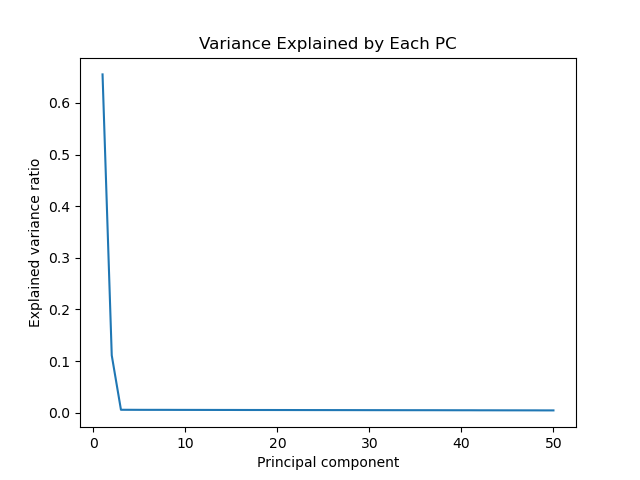 Variance Explained by Each PC
Explained variance ratio
0.6
0.5
0.4
0.3
0.2
0.1
0.0
0 10 20 30 40 50
Principal component